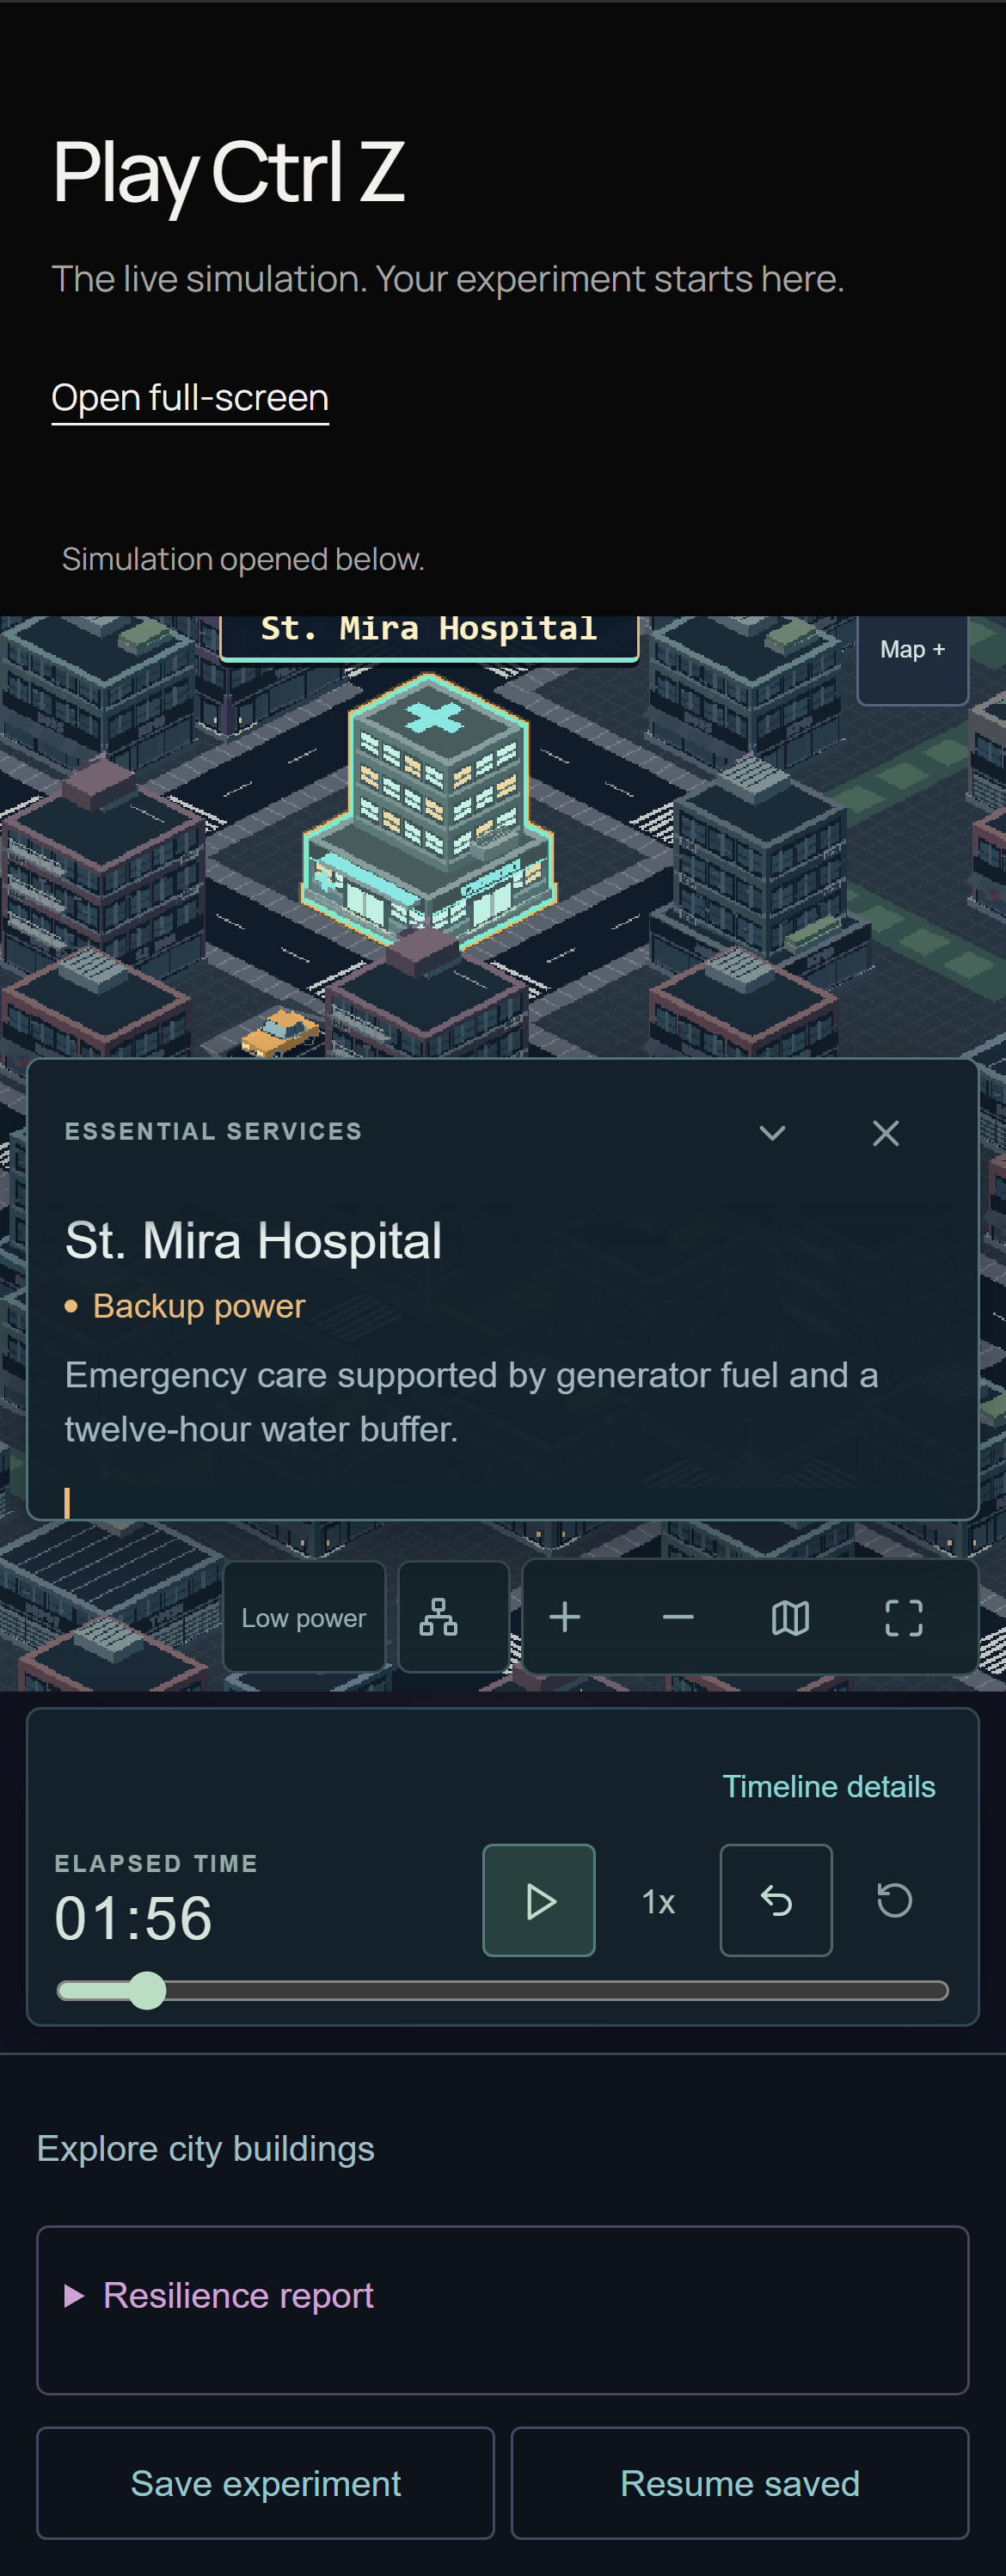 Play Ctrl Z
The live simulation. Your experiment starts here.
Open full-screen
Simulation opened below.
St. Mira Hospital
Map +
ESSENTIAL SERVICES
St. Mira Hospital
Backup power
Emergency care supported by generator fuel and a
twelve-hour water buffer.
Low power
Timeline details
ELAPSED TIME
01:56
1x
Explore city buildings
Resilience report
Save experiment
Resume saved